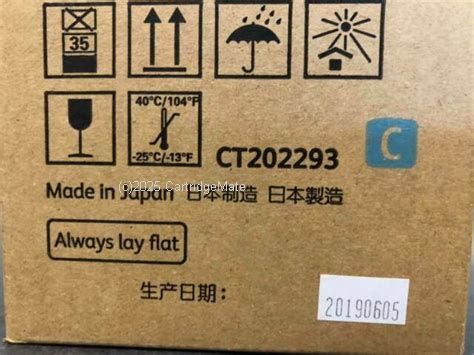 35
40°C/104°F
-25°C/-13°F
CT202293
C
Made in Japan 日本制造 日本製造
(c)2025 CartridgeMate
Always lay flat
生产日期:
20190605